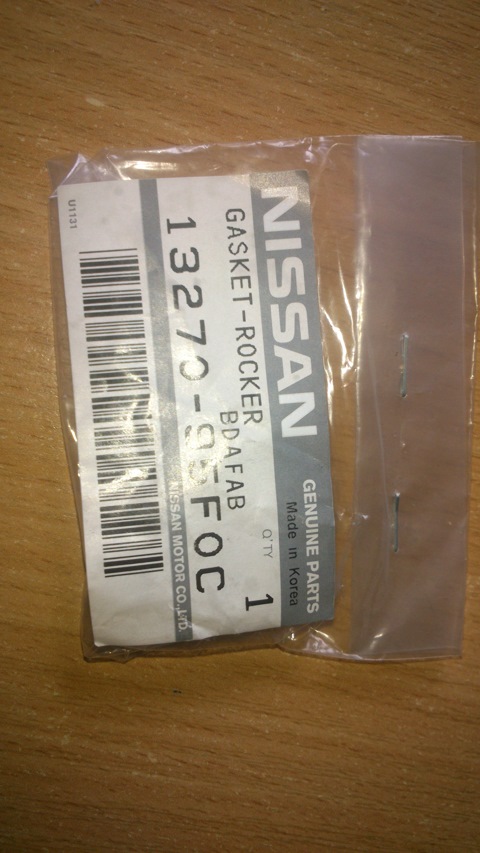 NISSAN
GENUINE PARTS
Made in Korea
GASKET-ROCKER
Q'TY
1
BDAFAB
13270-95F0C
NISSAN MOTOR CO.,LTD.
U1131